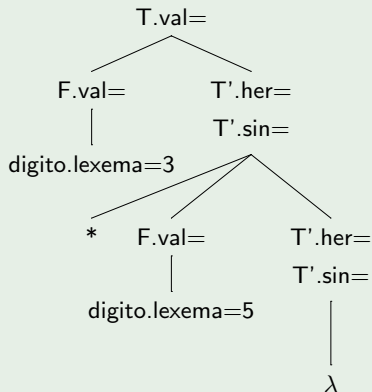 T.val=
F.val= T'.her=
T'.sin=
digito.lexema=3
* F.val= T'.her=
T'.sin=
digito.lexema=5
λ